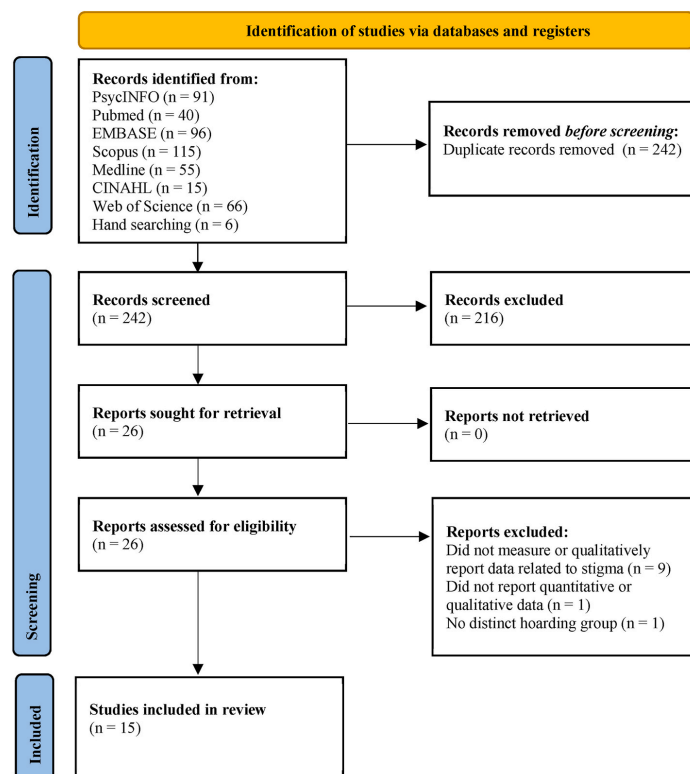 Identification of studies via databases and registers
Identification
Records identified from:
PsycINFO (n = 91)
Pubmed (n = 40)
EMBASE (n = 96)
Scopus (n = 115)
Medline (n = 55)
CINAHL (n = 15)
Web of Science (n = 66)
Hand searching (n = 6)
Records removed before screening:
Duplicate records removed (n = 242)
Screening
Records screened
(n = 242)
Records excluded
(n = 216)
Reports sought for retrieval
(n = 26)
Reports not retrieved
(n = 0)
Reports assessed for eligibility
(n = 26)
Reports excluded:
Did not measure or qualitatively
report data related to stigma (n = 9)
Did not report quantitative or
qualitative data (n = 1)
No distinct hoarding group (n = 1)
Included
Studies included in review
(n = 15)